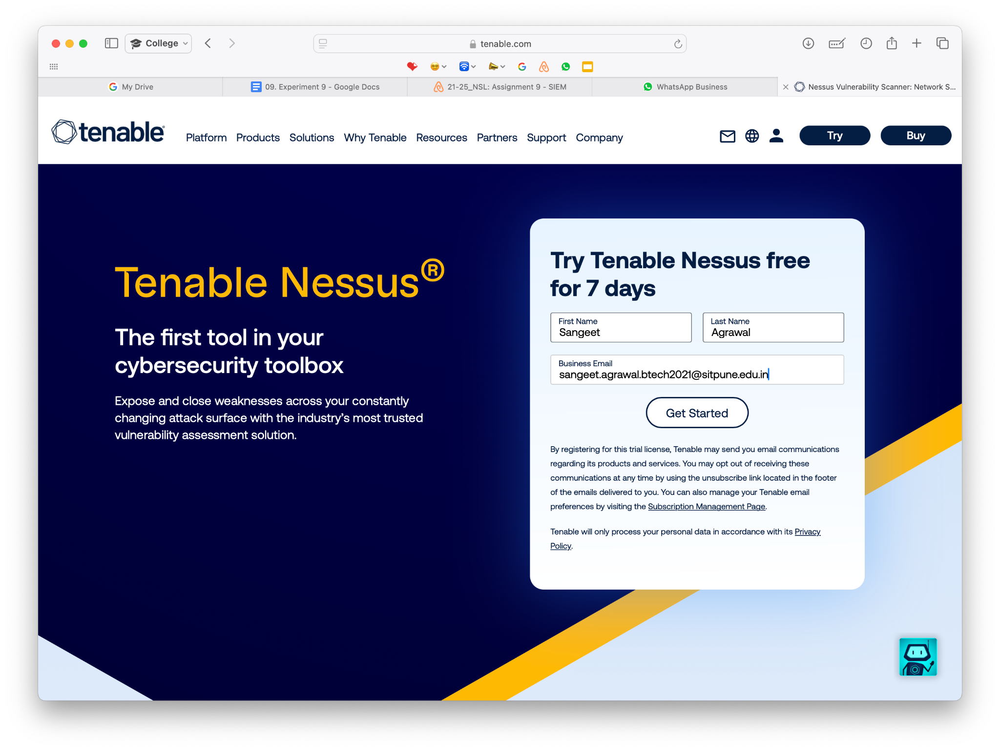 College
tenable.com
My Drive
09. Experiment 9 - Google Docs
21-25_NSL: Assignment 9 - SIEM
WhatsApp Business
Nessus Vulnerability Scanner: Network S...
tenable
Platform Products Solutions Why Tenable Resources Partners Support Company
Try Buy
Tenable Nessus®
The first tool in your
cybersecurity toolbox
Expose and close weaknesses across your constantly
changing attack surface with the industry’s most trusted
vulnerability assessment solution.
Try Tenable Nessus free
for 7 days
First Name
Sangeet
Last Name
Agrawal
Business Email
sangeet.agrawal.btech2021@sitpune.edu.in
Get Started
By registering for this trial license, Tenable may send you email communications
regarding its products and services. You may opt out of receiving these
communications at any time by using the unsubscribe link located in the footer
of the emails delivered to you. You can also manage your Tenable email
preferences by visiting the Subscription Management Page.
Tenable will only process your personal data in accordance with its Privacy
Policy.